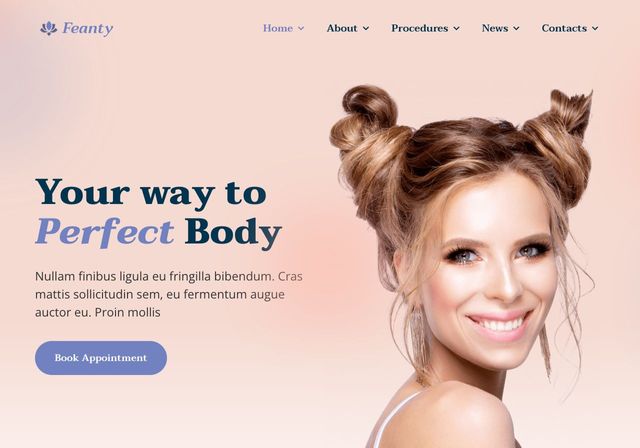 Feanty
Home About Procedures News Contacts
Your way to
Perfect Body
Nullam finibus ligula eu fringilla bibendum. Cras
mattis sollicitudin sem, eu fermentum augue
auctor eu. Proin mollis
Book Appointment